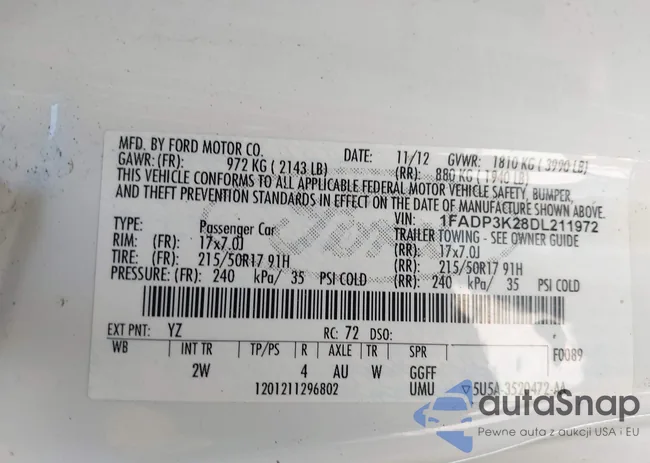 MFD. BY FORD MOTOR CO. DATE: 11/12 GVWR: 1810 KG ( 3990 LB)
GAWR: (FR): 972 KG ( 2143 LB) (RR): 880 KG ( 1940 LB)
THIS VEHICLE CONFORMS TO ALL APPLICABLE FEDERAL MOTOR VEHICLE SAFETY, BUMPER,
AND THEFT PREVENTION STANDARDS IN EFFECT ON THE DATE OF MANUFACTURE SHOWN ABOVE.
VIN: 1FADP3K28DL211972
TYPE: Passenger Car TRAILER TOWING - SEE OWNER GUIDE
RIM: (FR): 17x7.0J (RR): 17x7.0J
TIRE: (FR): 215/50R17 91H (RR): 215/50R17 91H
PRESSURE: (FR): 240 kPa/ 35 PSI COLD (RR): 240 kPa/ 35 PSI COLD
EXT PNT: YZ RC: 72 DSO:
WB INT TR TP/PS R AXLE TR SPR F0089
2W 4 AU W GGFF
1201211296802 UMU 5U5A-3520472-AA
autoSnap
Pewne auta z aukcji USA i EU